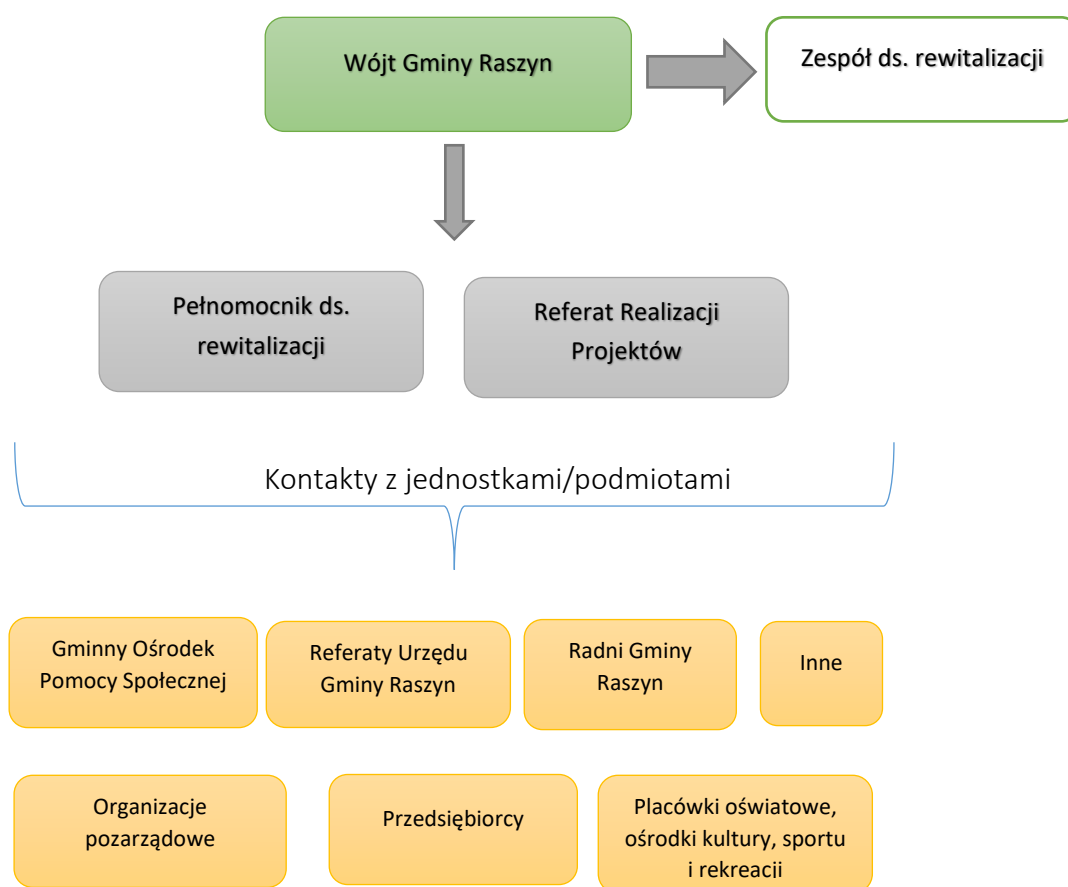 Wójt Gminy Raszyn
Zespół ds. rewitalizacji
Pełnomocnik ds.
rewitalizacji
Referat Realizacji
Projektów
Kontakty z jednostkami/podmiotami
Gminny Ośrodek
Pomocy Społecznej
Referaty Urzędu
Gminy Raszyn
Radni Gminy
Raszyn
Inne
Organizacje
pozarządowe
Przedsiębiorcy
Placówki oświatowe,
ośrodki kultury, sportu
i rekreacji